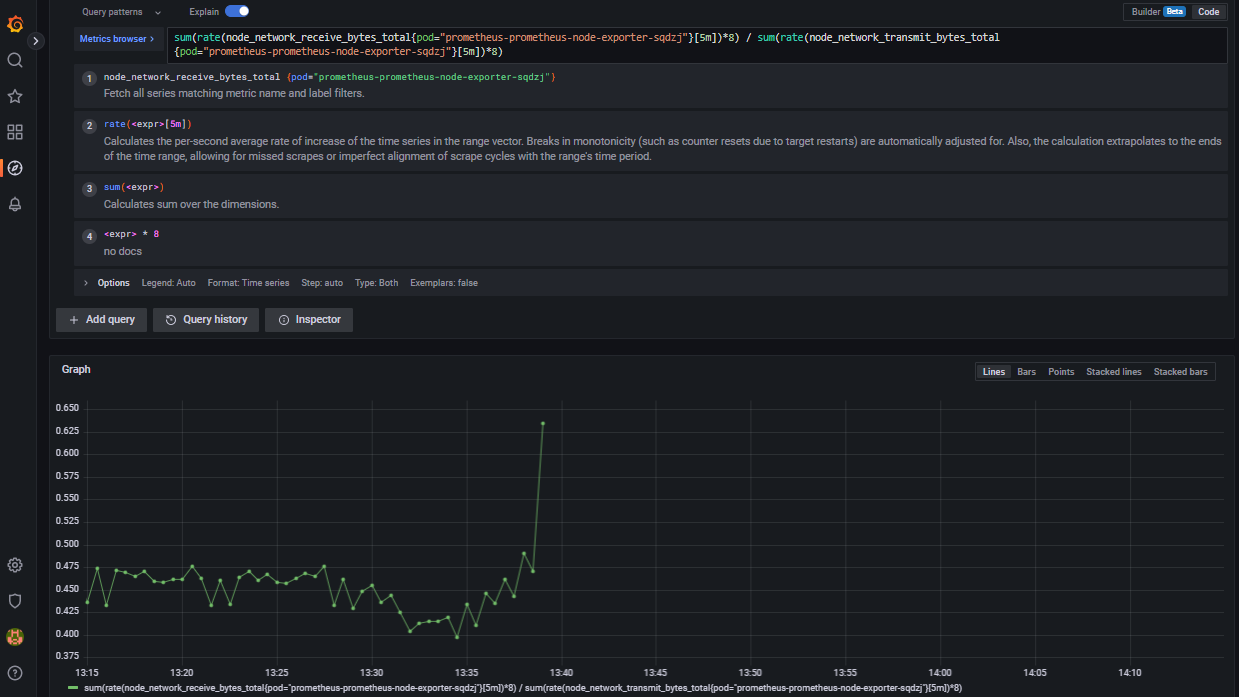 Query patterns
Explain
Builder Beta Code
Metrics browser >
sum(rate(node_network_receive_bytes_total{pod="prometheus-prometheus-node-exporter-sqdzj"}[5m])*8) / sum(rate(node_network_transmit_bytes_total
{pod="prometheus-prometheus-node-exporter-sqdzj"}[5m])*8)
1 node_network_receive_bytes_total {pod="prometheus-prometheus-node-exporter-sqdzj"}
Fetch all series matching metric name and label filters.
2 rate(<expr>[5m])
Calculates the per-second average rate of increase of the time series in the range vector. Breaks in monotonicity (such as counter resets due to target restarts) are automatically adjusted for. Also, the calculation extrapolates to the ends
of the time range, allowing for missed scrapes or imperfect alignment of scrape cycles with the range's time period.
3 sum(<expr>)
Calculates sum over the dimensions.
4 <expr> * 8
no docs
> Options Legend: Auto Format: Time series Step: auto Type: Both Exemplars: false
+ Add query Query history Inspector
Graph
Lines Bars Points Stacked lines Stacked bars
0.650
0.625
0.600
0.575
0.550
0.525
0.500
0.475
0.450
0.425
0.400
0.375
13:15 13:20 13:25 13:30 13:35 13:40 13:45 13:50 13:55 14:00 14:05 14:10
sum(rate(node_network_receive_bytes_total{pod="prometheus-prometheus-node-exporter-sqdzj"}[5m])*8) / sum(rate(node_network_transmit_bytes_total{pod="prometheus-prometheus-node-exporter-sqdzj"}[5m])*8)